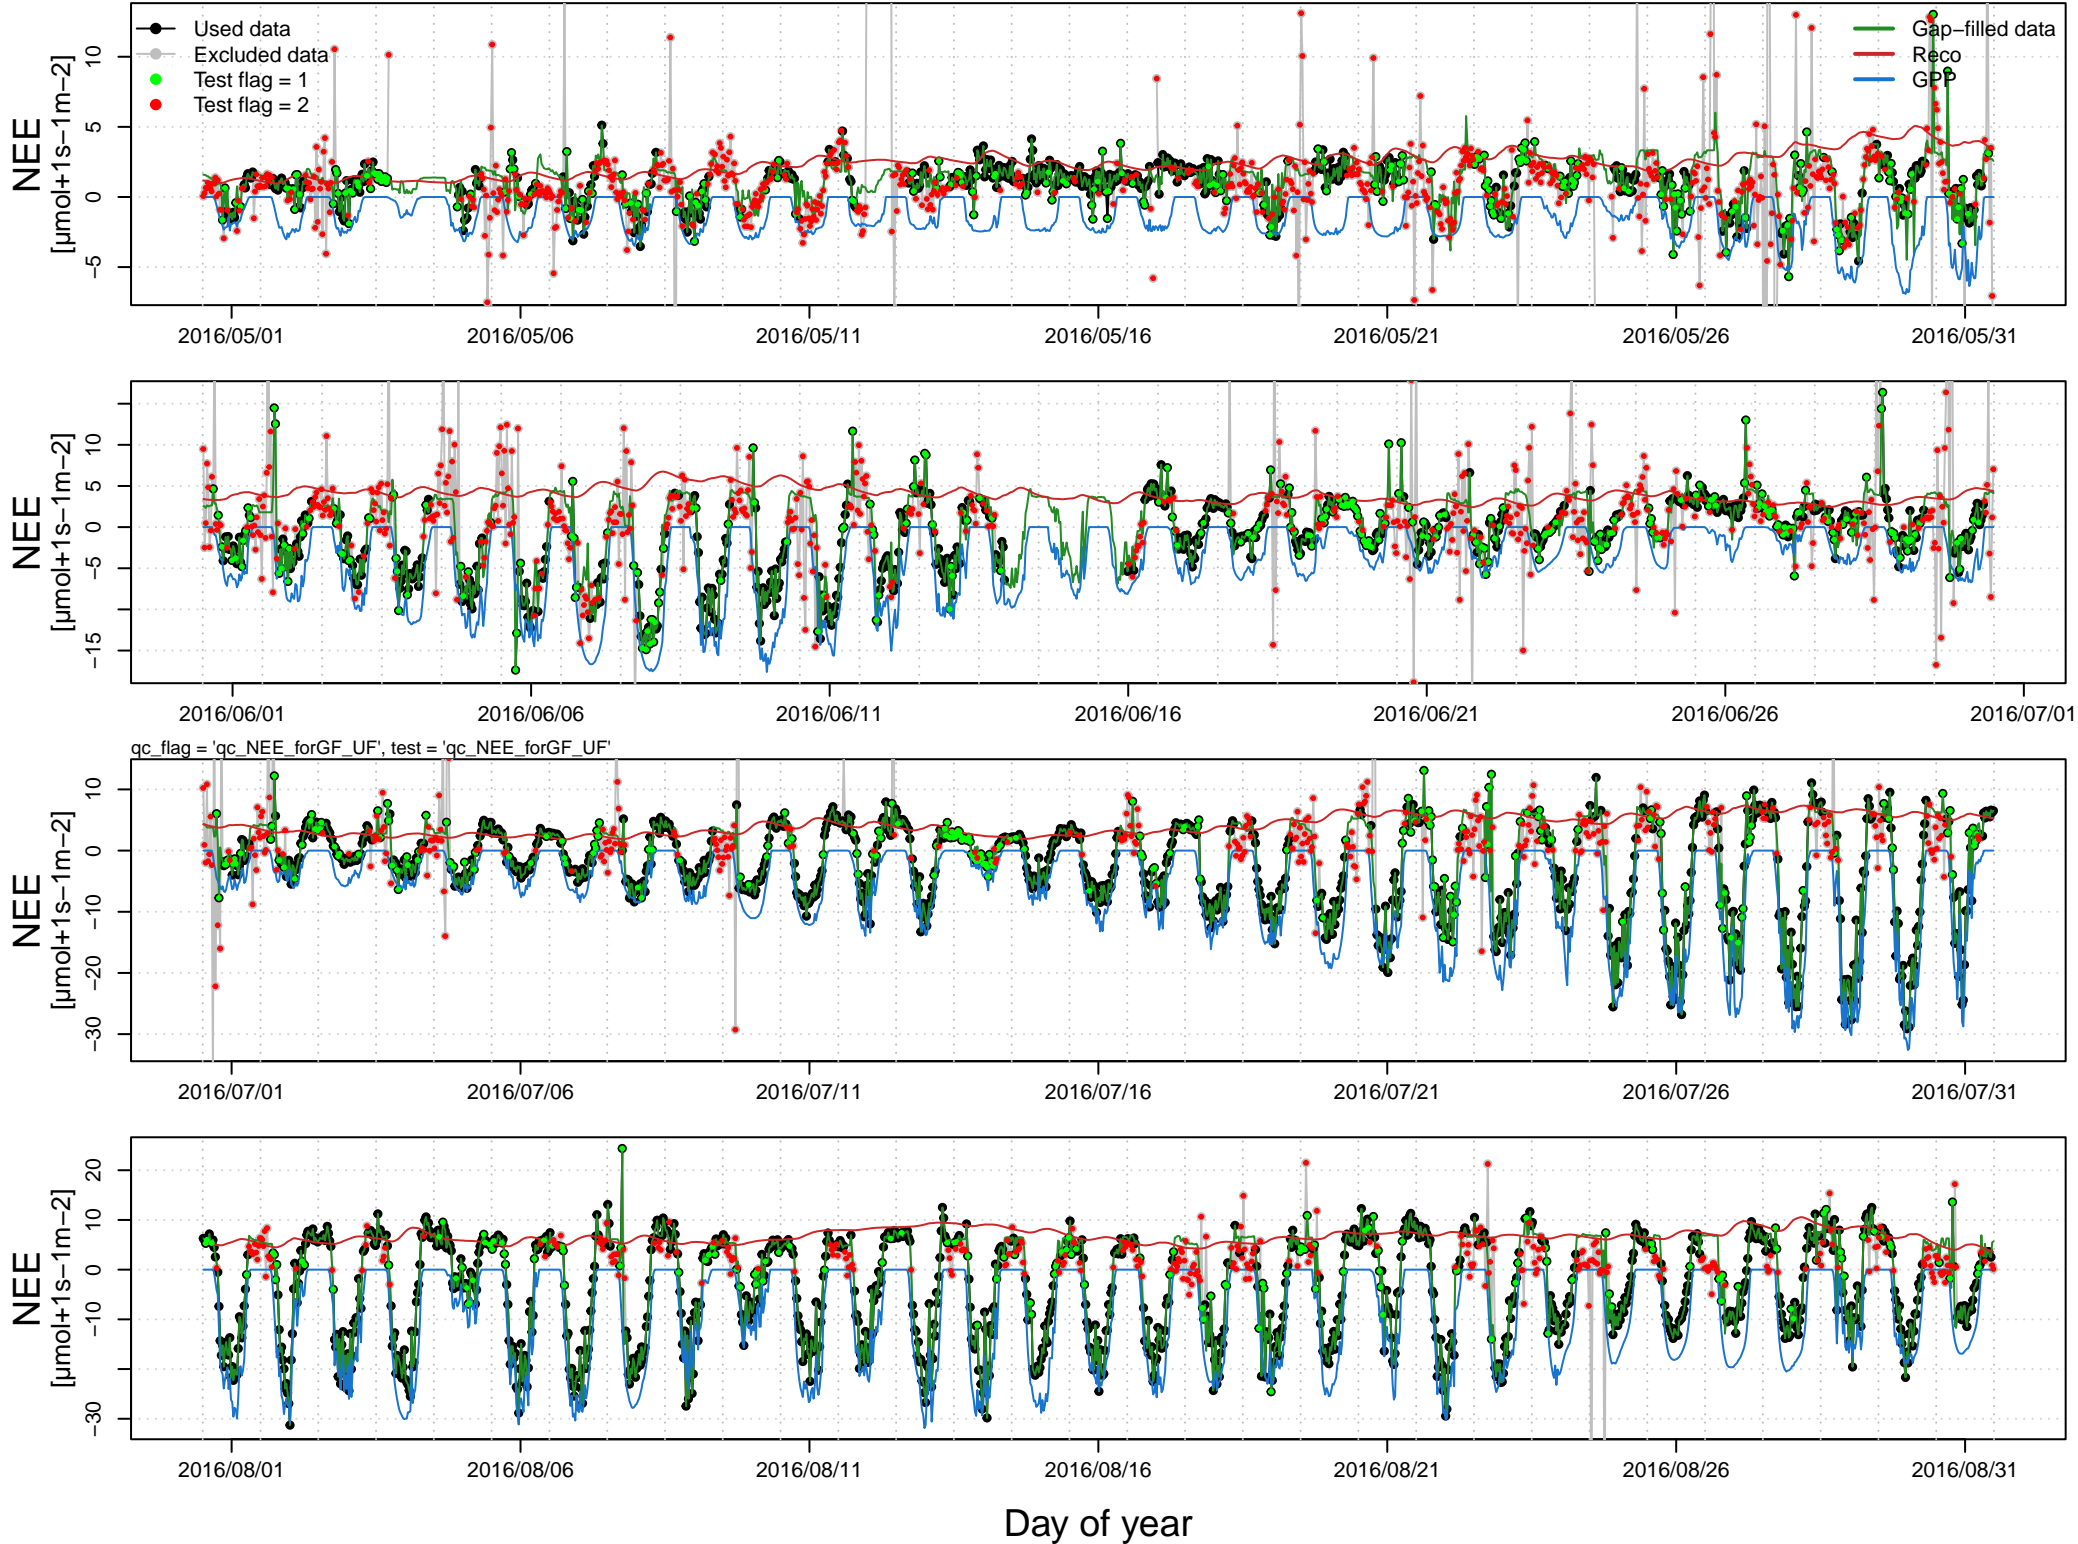 Used data
Excluded data
Test flag = 1
Test flag = 2
Gap−filled data
Reco
GPP
NEE
[µmol+1s−1m−2]
10
5
0
−5
2016/05/01 2016/05/06 2016/05/11 2016/05/16 2016/05/21 2016/05/26 2016/05/31
NEE
[µmol+1s−1m−2]
10
5
0
−5
−15
2016/06/01 2016/06/06 2016/06/11 2016/06/16 2016/06/21 2016/06/26 2016/07/01
qc_flag = 'qc_NEE_forGF_UF', test = 'qc_NEE_forGF_UF'
NEE
[µmol+1s−1m−2]
10
0
−10
−20
−30
2016/07/01 2016/07/06 2016/07/11 2016/07/16 2016/07/21 2016/07/26 2016/07/31
NEE
[µmol+1s−1m−2]
20
10
0
−10
−30
2016/08/01 2016/08/06 2016/08/11 2016/08/16 2016/08/21 2016/08/26 2016/08/31
Day of year